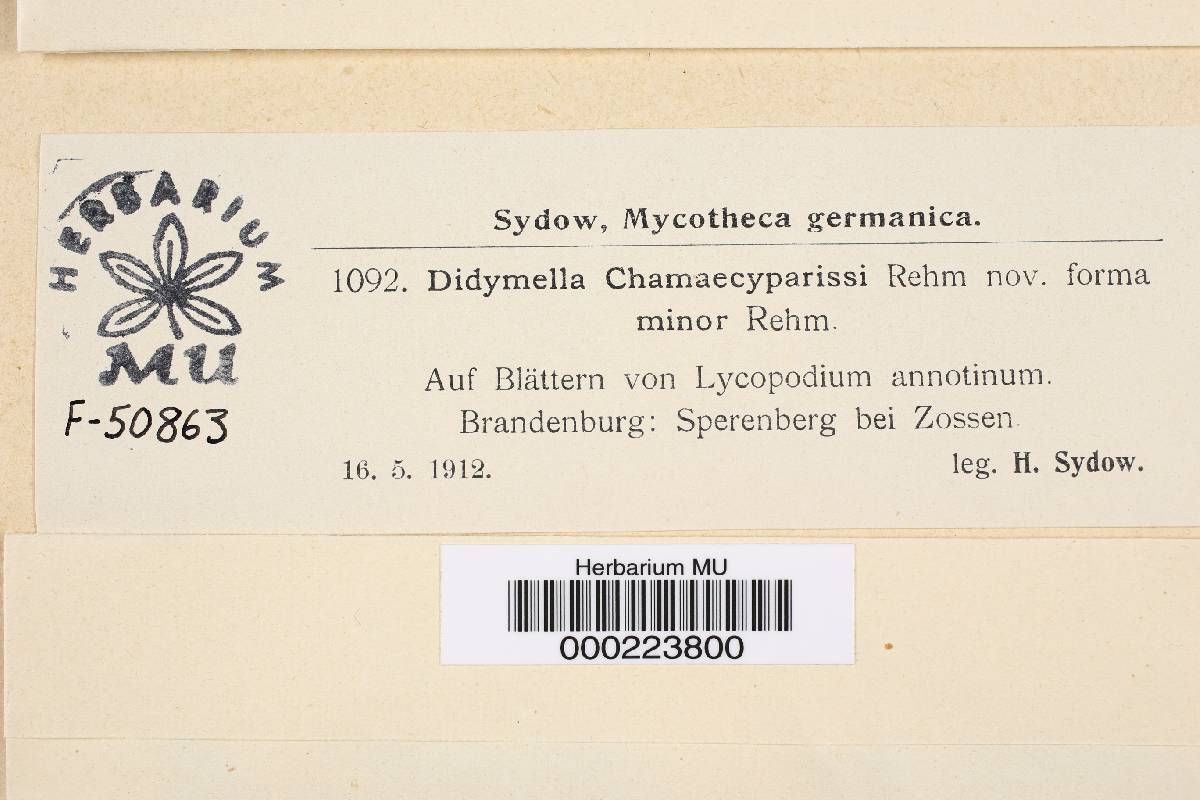 HERBARIUM
MU
F-50863
Sydow, Mycotheca germanica.
1092. Didymella Chamaecyparissi Rehm nov. forma
minor Rehm.
Auf Blättern von Lycopodium annotinum.
Brandenburg: Sperenberg bei Zossen.
16. 5. 1912.
leg. H. Sydow.
Herbarium MU
000223800